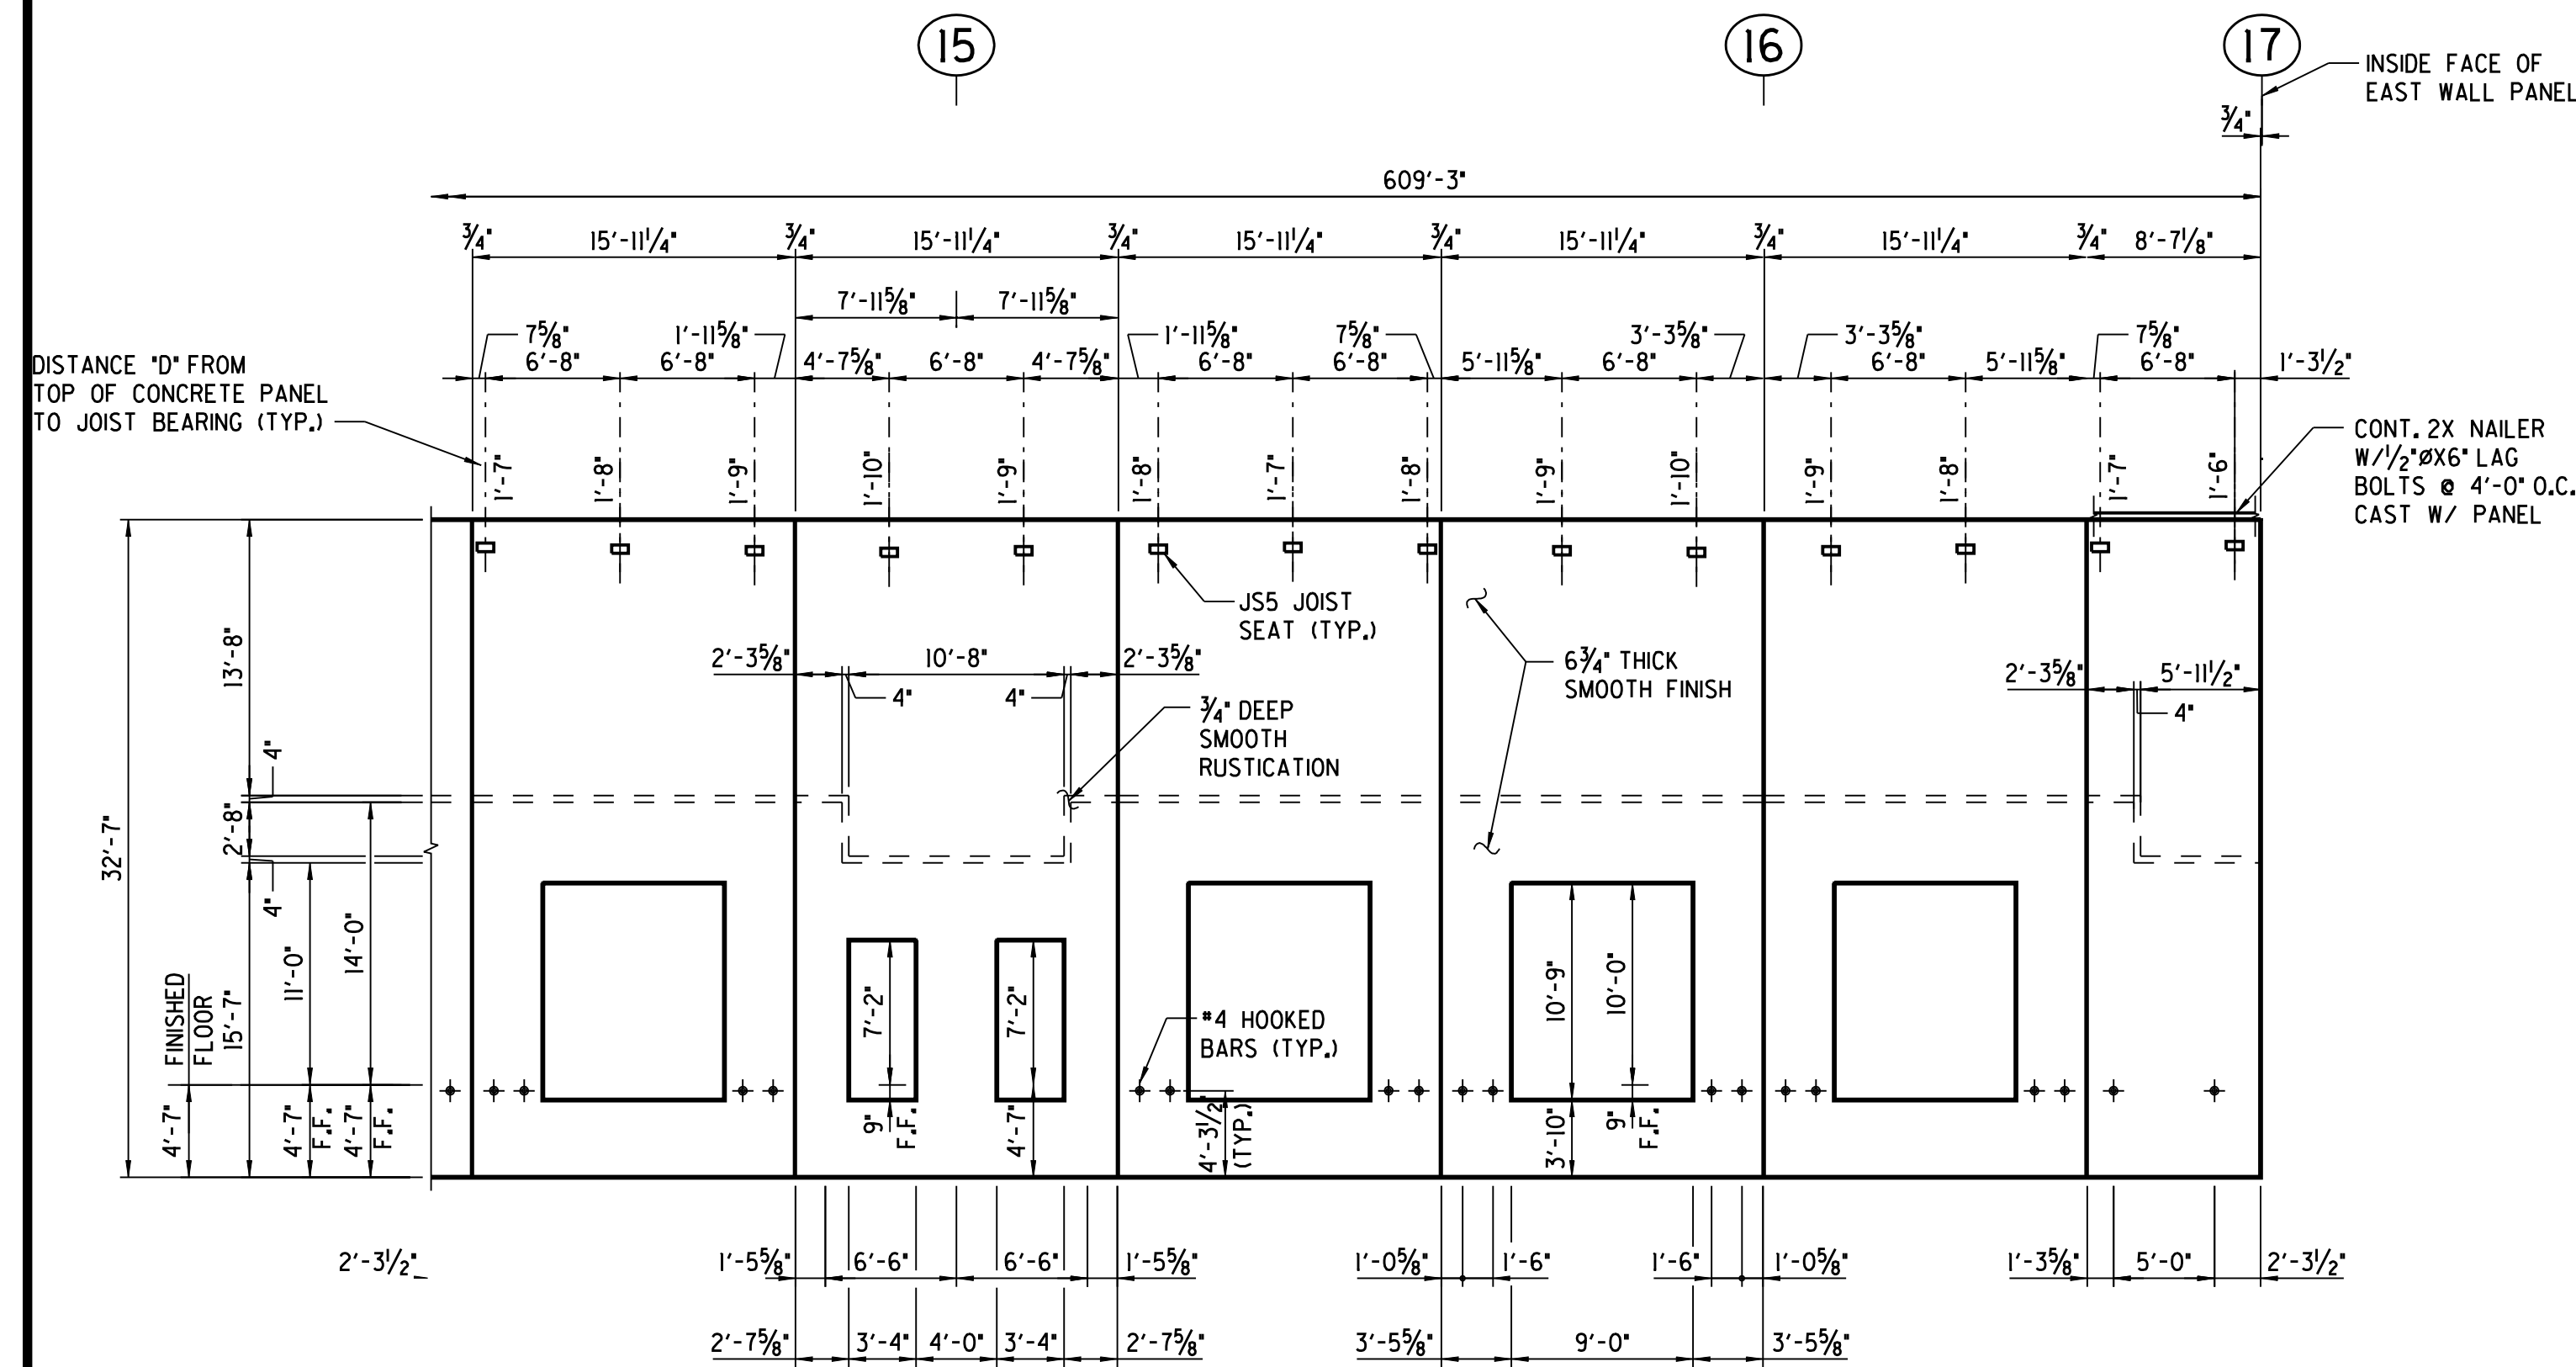 15 16 17
INSIDE FACE OF
EAST WALL PANEL
3/4"
609'-3"
3/4" 15'-11 1/4" 3/4" 15'-11 1/4" 3/4" 15'-11 1/4" 3/4" 15'-11 1/4" 3/4" 15'-11 1/4" 3/4" 8'-7 1/8"
7'-11 5/8" 7'-11 5/8"
7 5/8" 1'-11 5/8" 1'-11 5/8" 7 5/8" 3'-3 5/8" 3'-3 5/8" 7 5/8"
6'-8" 6'-8" 4'-7 5/8" 6'-8" 4'-7 5/8" 6'-8" 6'-8" 5'-11 5/8" 6'-8" 6'-8" 5'-11 5/8" 6'-8" 1'-3 1/2"
DISTANCE "D" FROM
TOP OF CONCRETE PANEL
TO JOIST BEARING (TYP.)
1'-7" 1'-8" 1'-9" 1'-10" 1'-9" 1'-8" 1'-7" 1'-8" 1'-9" 1'-10" 1'-9" 1'-8" 1'-7" 1'-6"
CONT. 2X NAILER
W/1/2"ØX6" LAG
BOLTS @ 4'-0" O.C.
CAST W/ PANEL
JS5 JOIST
SEAT (TYP.)
2'-3 5/8" 10'-8" 2'-3 5/8"
4" 4"
6 3/4" THICK
SMOOTH FINISH
2'-3 5/8" 5'-11 1/2"
4"
3/4" DEEP
SMOOTH
RUSTICATION
32'-7"
13'-8"
4"
2'-8"
4"
15'-7"
11'-0"
14'-0"
FINISHED
FLOOR
4'-7"
4'-7"
F.F.
4'-7"
F.F.
7'-2"
9"
F.F.
7'-2"
4'-7"
#4 HOOKED
BARS (TYP.)
4'-3 1/2"
(TYP.)
10'-9"
10'-0"
3'-10"
9"
F.F.
2'-3 1/2" 1'-5 5/8" 6'-6" 6'-6" 1'-5 5/8" 1'-0 5/8" 1'-6" 1'-6" 1'-0 5/8" 1'-3 5/8" 5'-0" 2'-3 1/2"
2'-7 5/8" 3'-4" 4'-0" 3'-4" 2'-7 5/8" 3'-5 5/8" 9'-0" 3'-5 5/8"